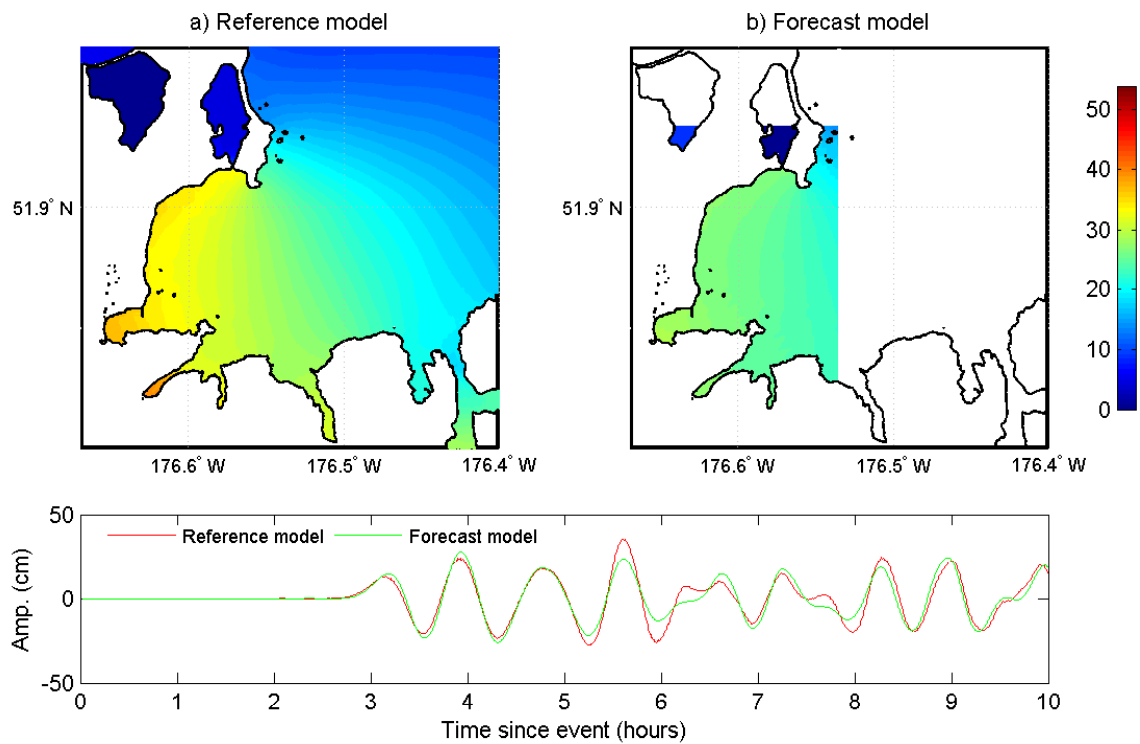 a) Reference model
b) Forecast model
51.9° N
51.9° N
50
40
30
20
10
0
176.6° W
176.5° W
176.4° W
176.6° W
176.5° W
176.4° W
50
0
-50
Amp. (cm)
Reference model
Forecast model
0 1 2 3 4 5 6 7 8 9 10
Time since event (hours)